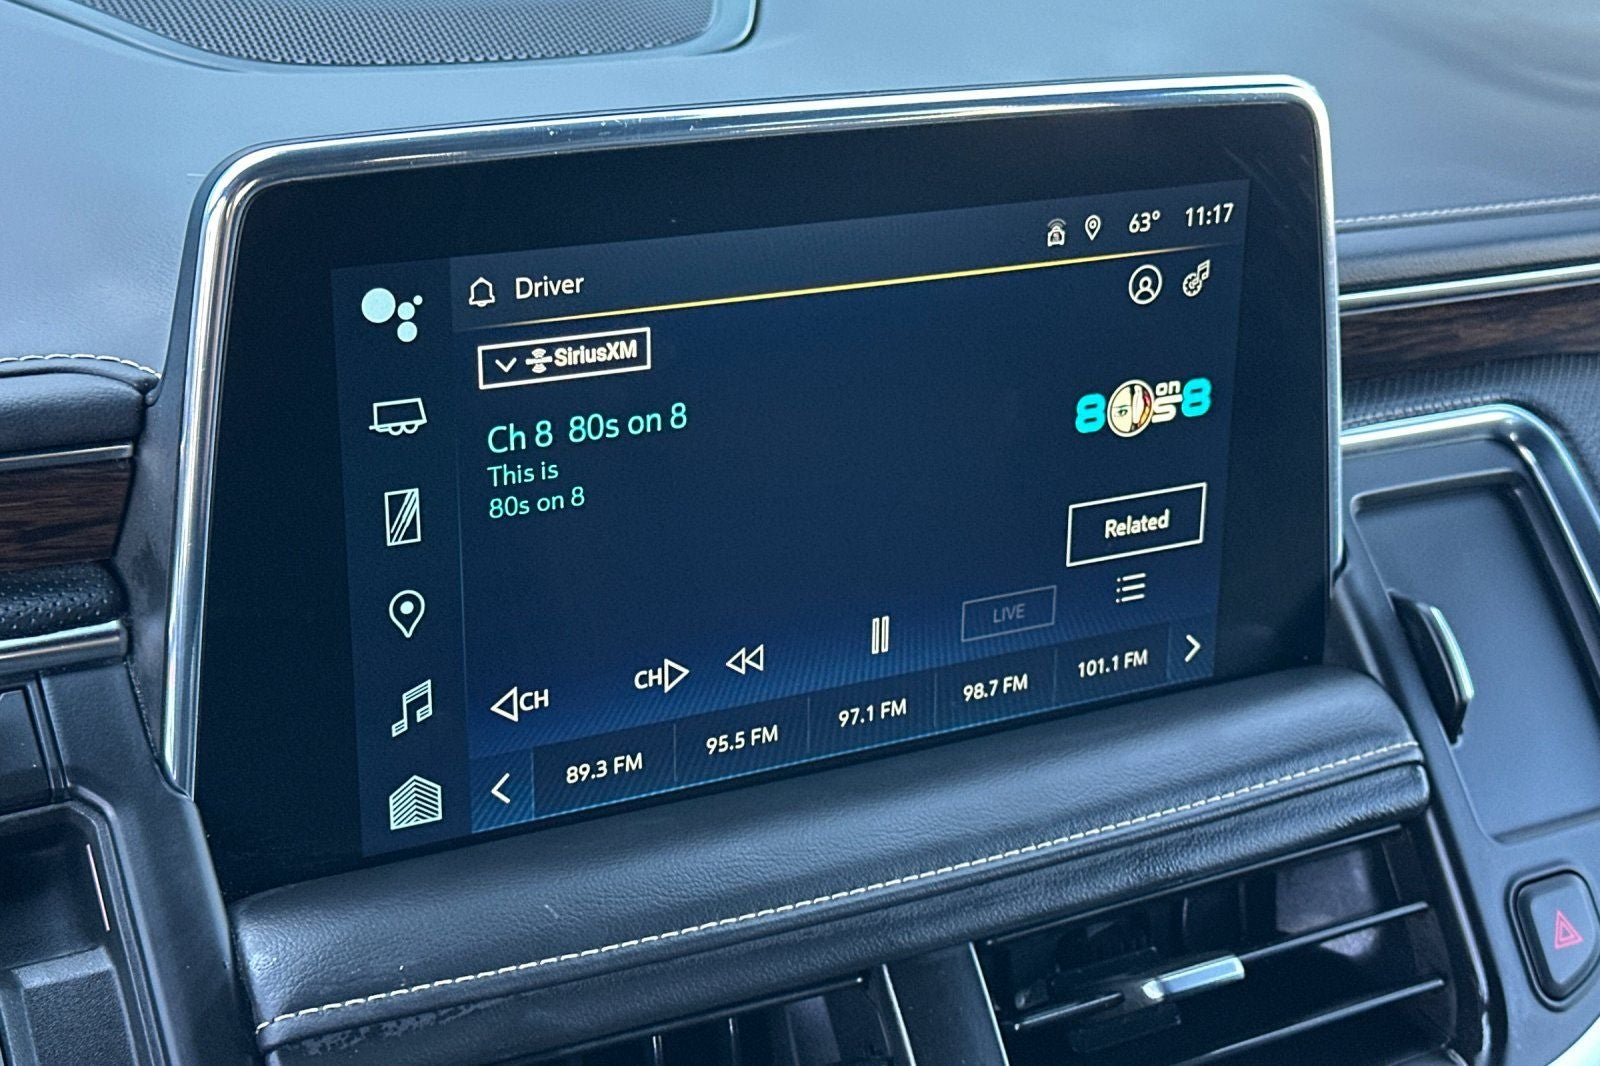 63° 11:17
Driver
SiriusXM
80s on 8
Ch 8 80s on 8
This is
80s on 8
Related
LIVE
CH CH
89.3 FM 95.5 FM 97.1 FM 98.7 FM 101.1 FM